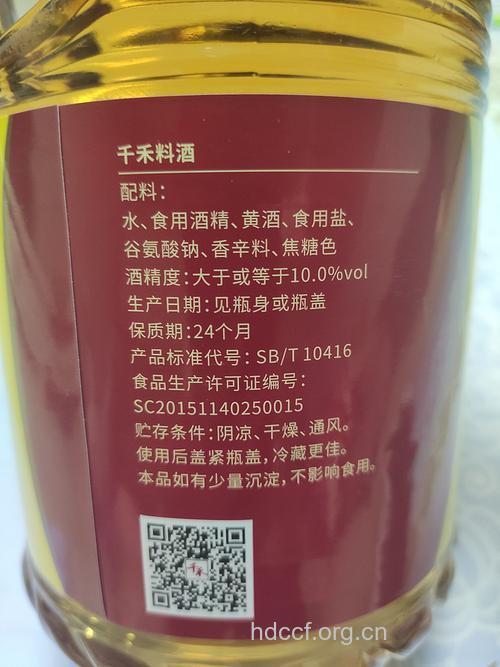 千禾料酒
配料：
水、食用酒精、黄酒、食用盐、
谷氨酸钠、香辛料、焦糖色
酒精度：大于或等于10.0%vol
生产日期：见瓶身或瓶盖
保质期：24个月
产品标准代号：SB/T 10416
食品生产许可证编号：
SC20151140250015
贮存条件：阴凉、干燥、通风。
使用后盖紧瓶盖，冷藏更佳。
本品如有少量沉淀，不影响食用。
千禾
hdccf.org.cn